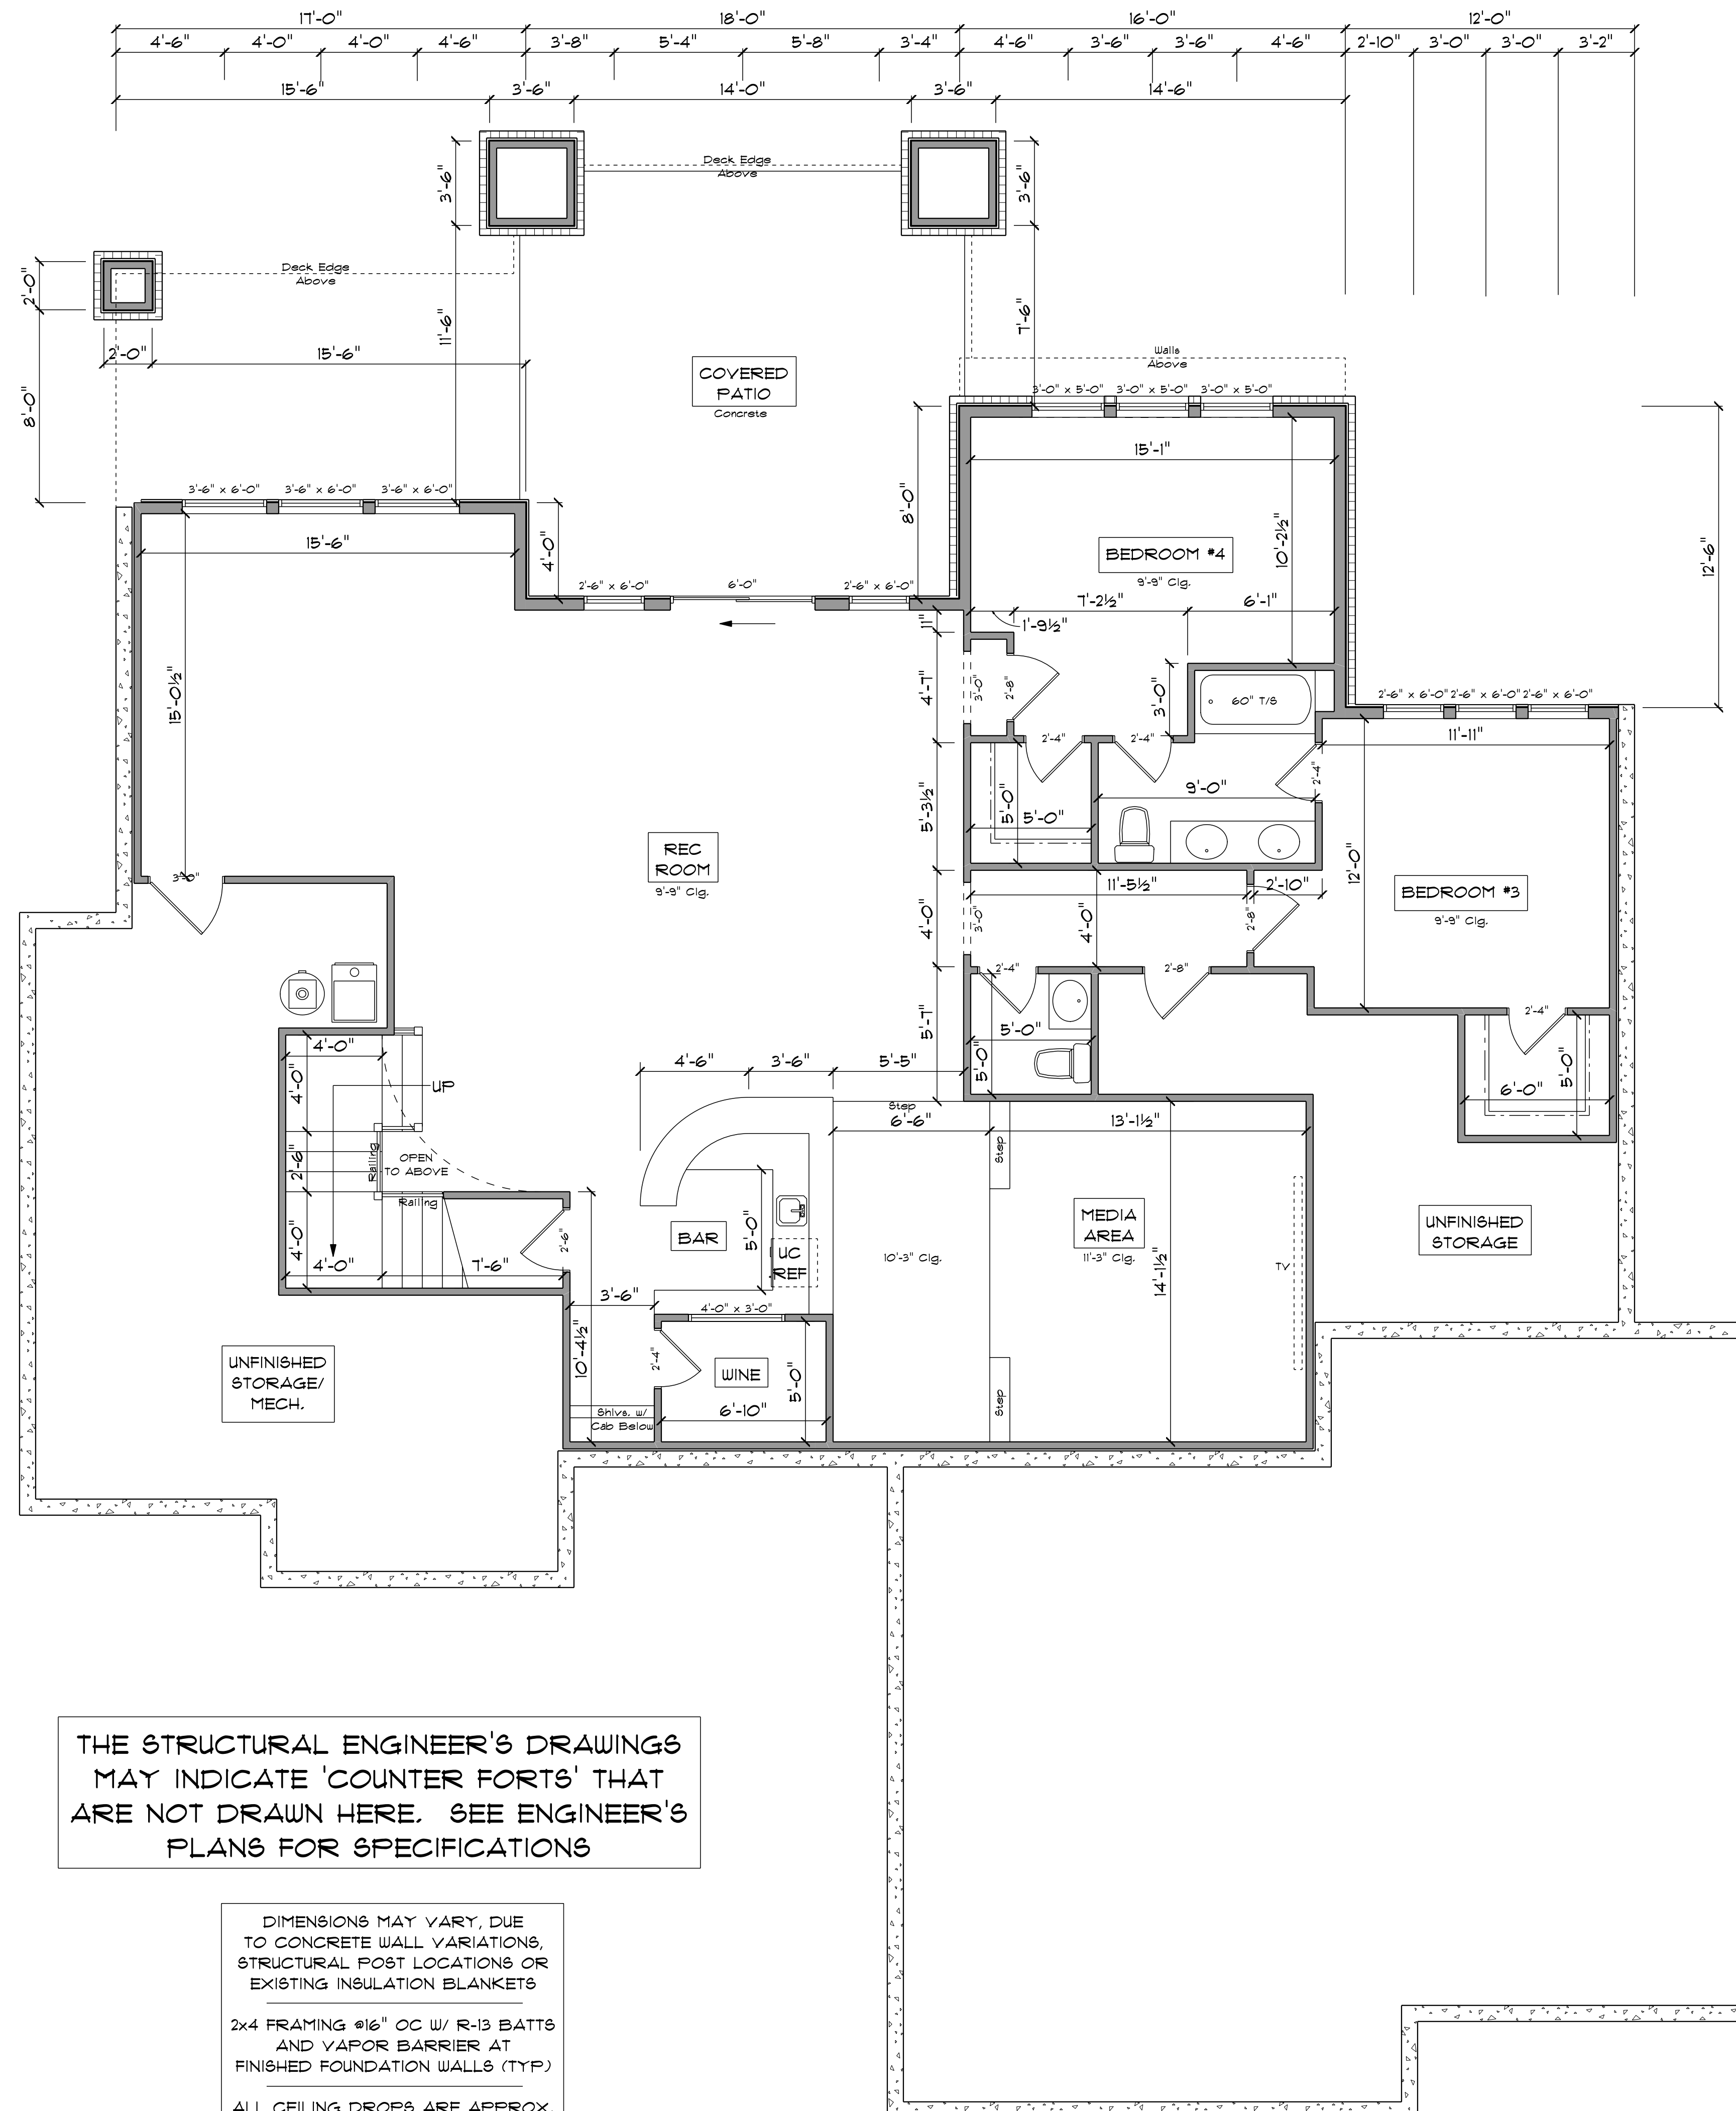 17'-0"
18'-0"
16'-0"
12'-0"
4'-6"
4'-0"
4'-0"
4'-6"
3'-8"
5'-4"
5'-8"
3'-4"
4'-6"
3'-6"
3'-6"
4'-6"
2'-10"
3'-0"
3'-0"
3'-2"
15'-6"
3'-6"
14'-0"
3'-6"
14'-6"
Deck Edge
Above
3'-6"
3'-6"
Deck Edge
Above
2'-0"
11'-6"
7'-6"
2'-0"
15'-6"
8'-0"
COVERED
PATIO
Concrete
Walls
Above
3'-0" x 5'-0"
3'-0" x 5'-0"
3'-0" x 5'-0"
15'-1"
3'-6" x 6'-0"
3'-6" x 6'-0"
3'-6" x 6'-0"
15'-6"
4'-0"
8'-0"
BEDROOM #4
9'-9" Clg.
10'-2½"
12'-6"
2'-6" x 6'-0"
6'-0"
2'-6" x 6'-0"
7'-2½"
6'-1"
11"
1'-9½"
15'-0½"
4'-7"
3'-0"
2'-8"
3'-0"
60" T/S
2'-6" x 6'-0"
2'-6" x 6'-0"
2'-6" x 6'-0"
11'-11"
2'-4"
2'-4"
2'-4"
9'-0"
5'-3½"
5'-0"
5'-0"
REC
ROOM
9'-9" Clg.
12'-0"
3'-0"
11'-5½"
2'-10"
BEDROOM #3
9'-9" Clg.
4'-0"
3'-0"
4'-0"
2'-8"
2'-4"
2'-8"
2'-4"
5'-7"
5'-0"
5'-0"
4'-0"
4'-0"
UP
4'-6"
3'-6"
5'-5"
6'-0"
5'-0"
Step
6'-6"
13'-1½"
2'-6"
Railing
OPEN
TO ABOVE
Railing
Step
4'-0"
4'-0"
7'-6"
2'-6"
BAR
5'-0"
UC
REF
10'-3" Clg.
MEDIA
AREA
11'-3" Clg.
14'-1½"
TV
UNFINISHED
STORAGE
3'-6"
4'-0" x 3'-0"
10'-4½"
2'-4"
WINE
5'-0"
6'-10"
Step
Shlvs. w/
Cab Below
UNFINISHED
STORAGE/
MECH.
THE STRUCTURAL ENGINEER'S DRAWINGS
MAY INDICATE 'COUNTER FORTS' THAT
ARE NOT DRAWN HERE.  SEE ENGINEER'S
PLANS FOR SPECIFICATIONS
DIMENSIONS MAY VARY, DUE
TO CONCRETE WALL VARIATIONS,
STRUCTURAL POST LOCATIONS OR
EXISTING INSULATION BLANKETS
2x4 FRAMING @16" OC W/ R-13 BATTS
AND VAPOR BARRIER AT
FINISHED FOUNDATION WALLS (TYP)
ALL CEILING DROPS ARE APPROX.